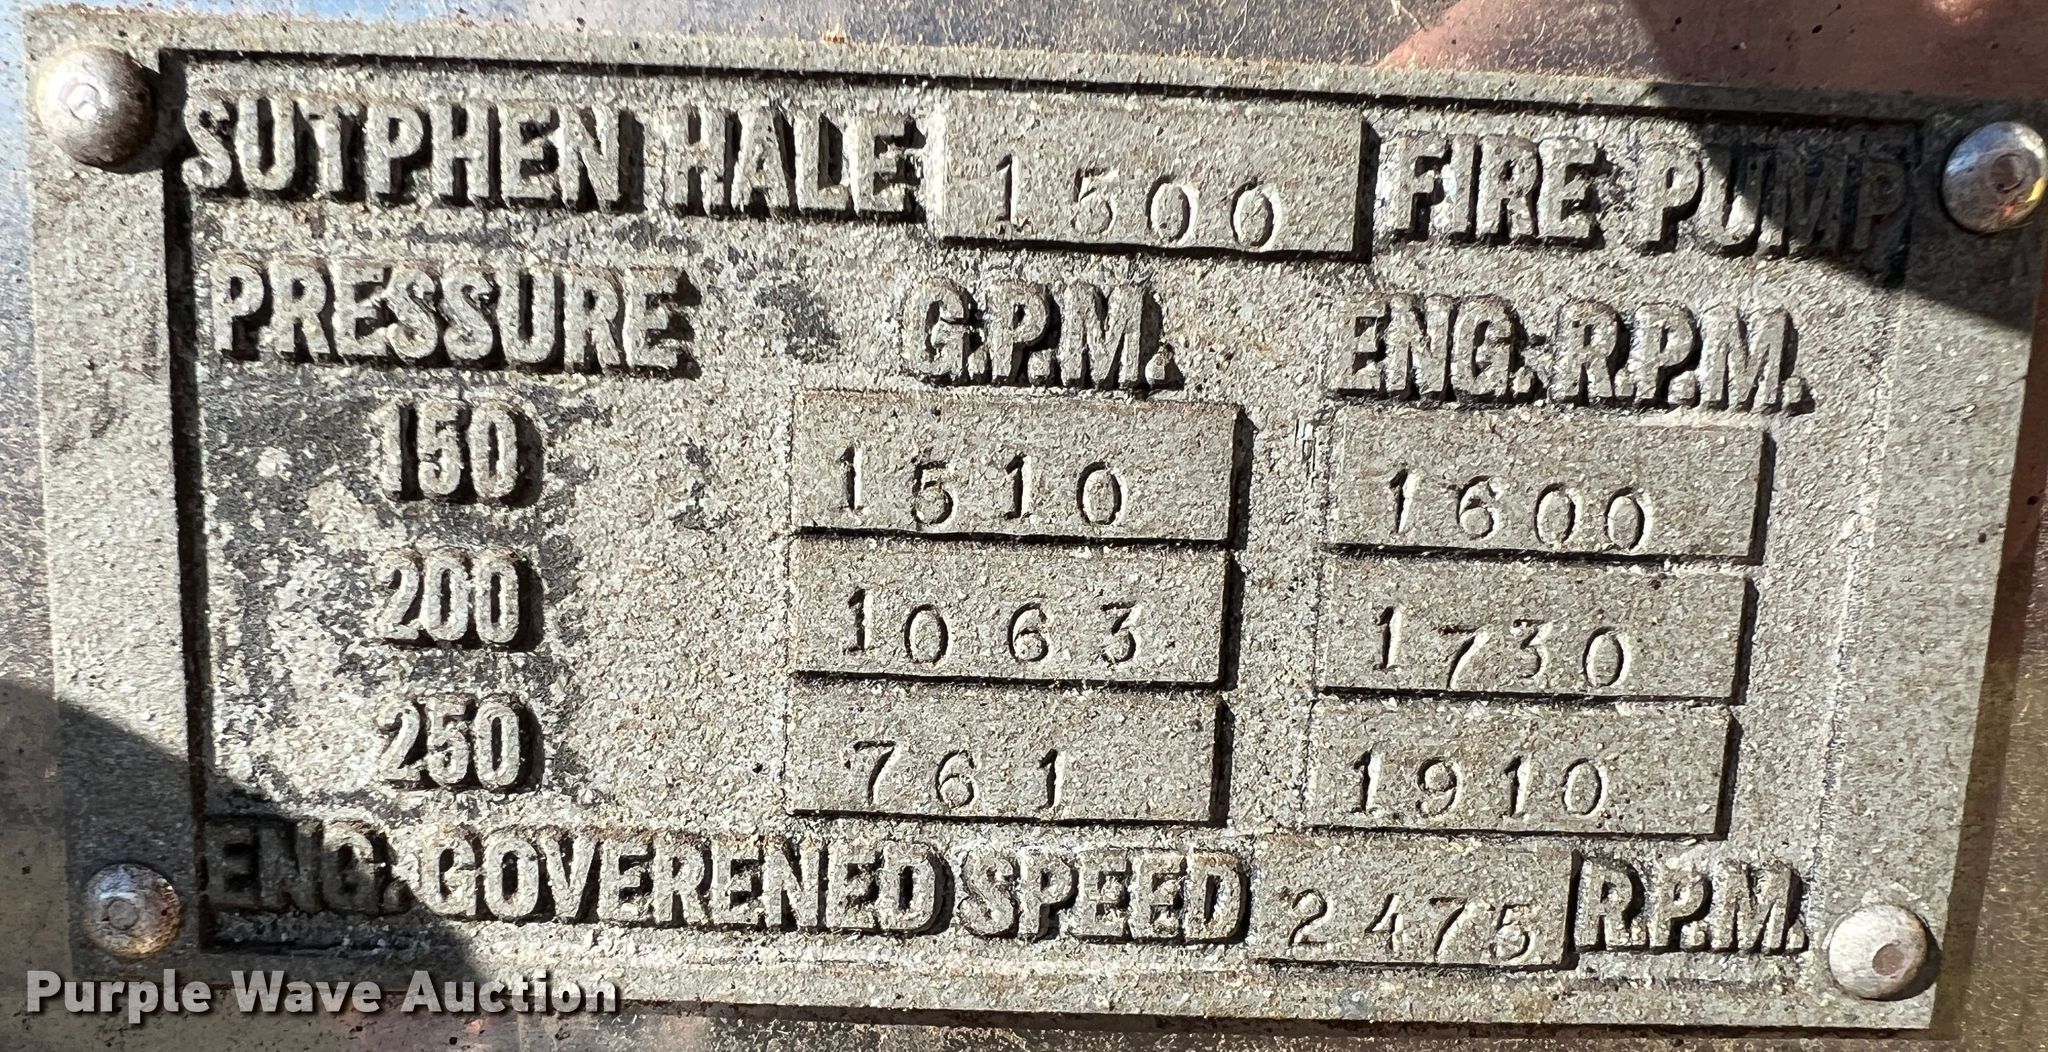 SUTPHEN HALE 1500 FIRE PUMP
PRESSURE G.P.M. ENG. R.P.M.
150 1510 1600
200 1063 1730
250 761 1910
ENG. GOVERENED SPEED 2475 R.P.M.
Purple Wave Auction